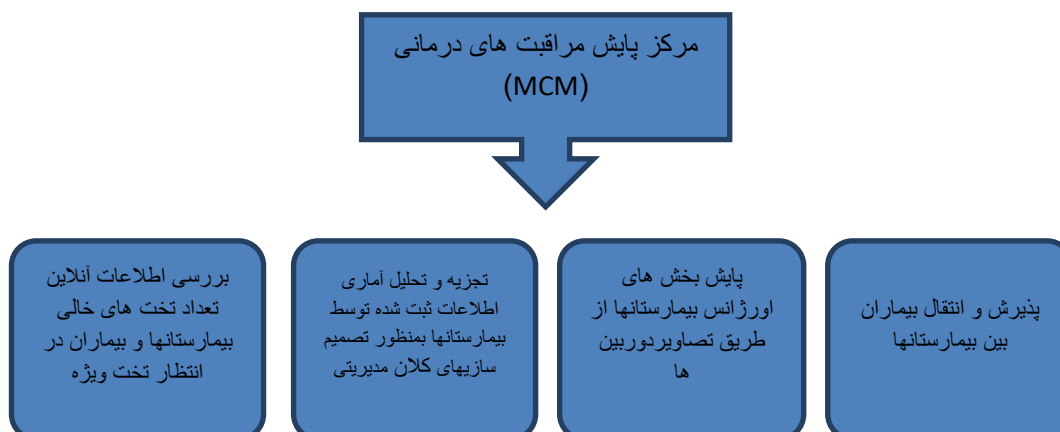 مرکز پایش مراقبت های درمانی
(MCM)
پذیرش و انتقال بیماران
بین بیمارستانها
پایش بخش های
اورژانس بیمارستانها از
طریق تصاویردوربین
ها
تجزیه و تحلیل آماری
اطلاعات ثبت شده توسط
بیمارستانها بمنظور تصمیم
سازیهای کلان مدیریتی
بررسی اطلاعات آنلاین
تعداد تخت های خالی
بیمارستانها و بیماران در
انتظار تخت ویژه